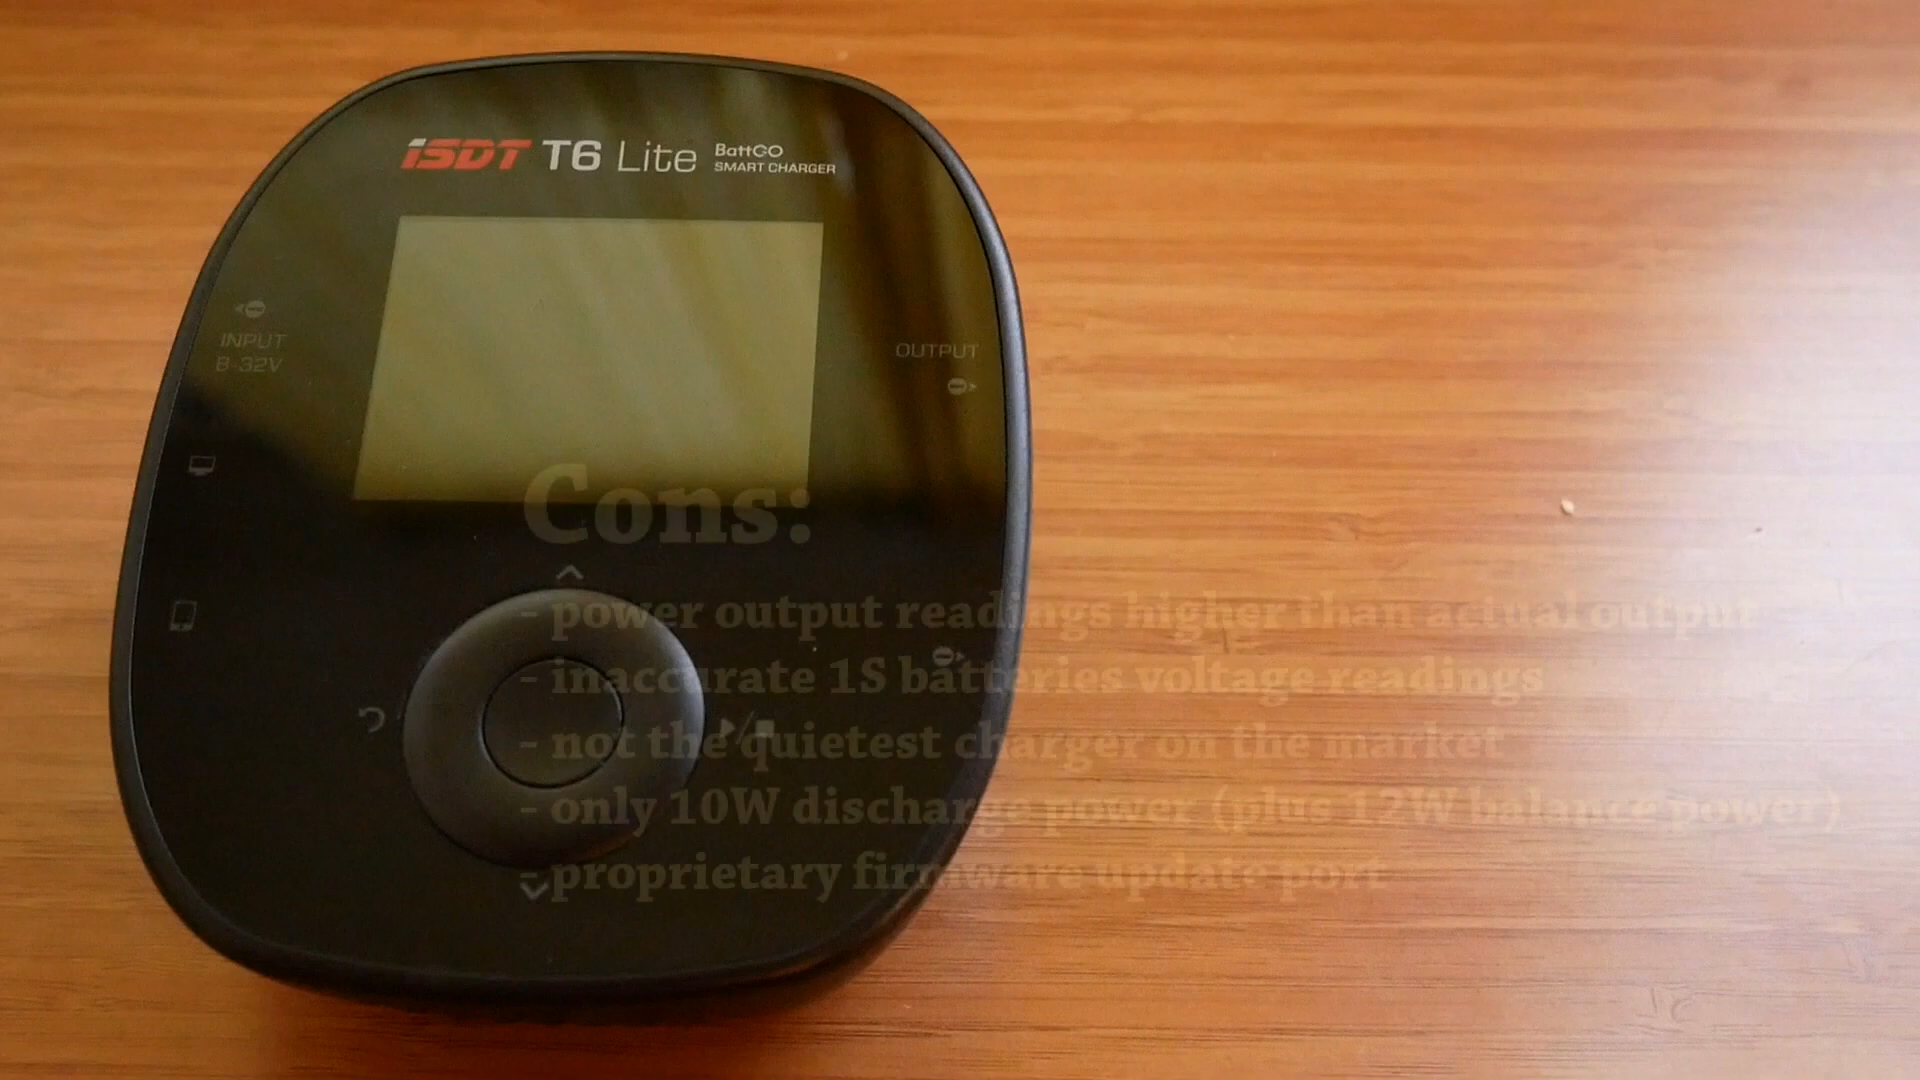 iSDT T6 Lite BattGO
SMART CHARGER
INPUT
8-32V
OUTPUT
Cons:
- power output readings higher than actual output
- inaccurate 1S batteries voltage readings
- not the quietest charger on the market
- only 10W discharge power (plus 12W balance power)
- proprietary firmware update port